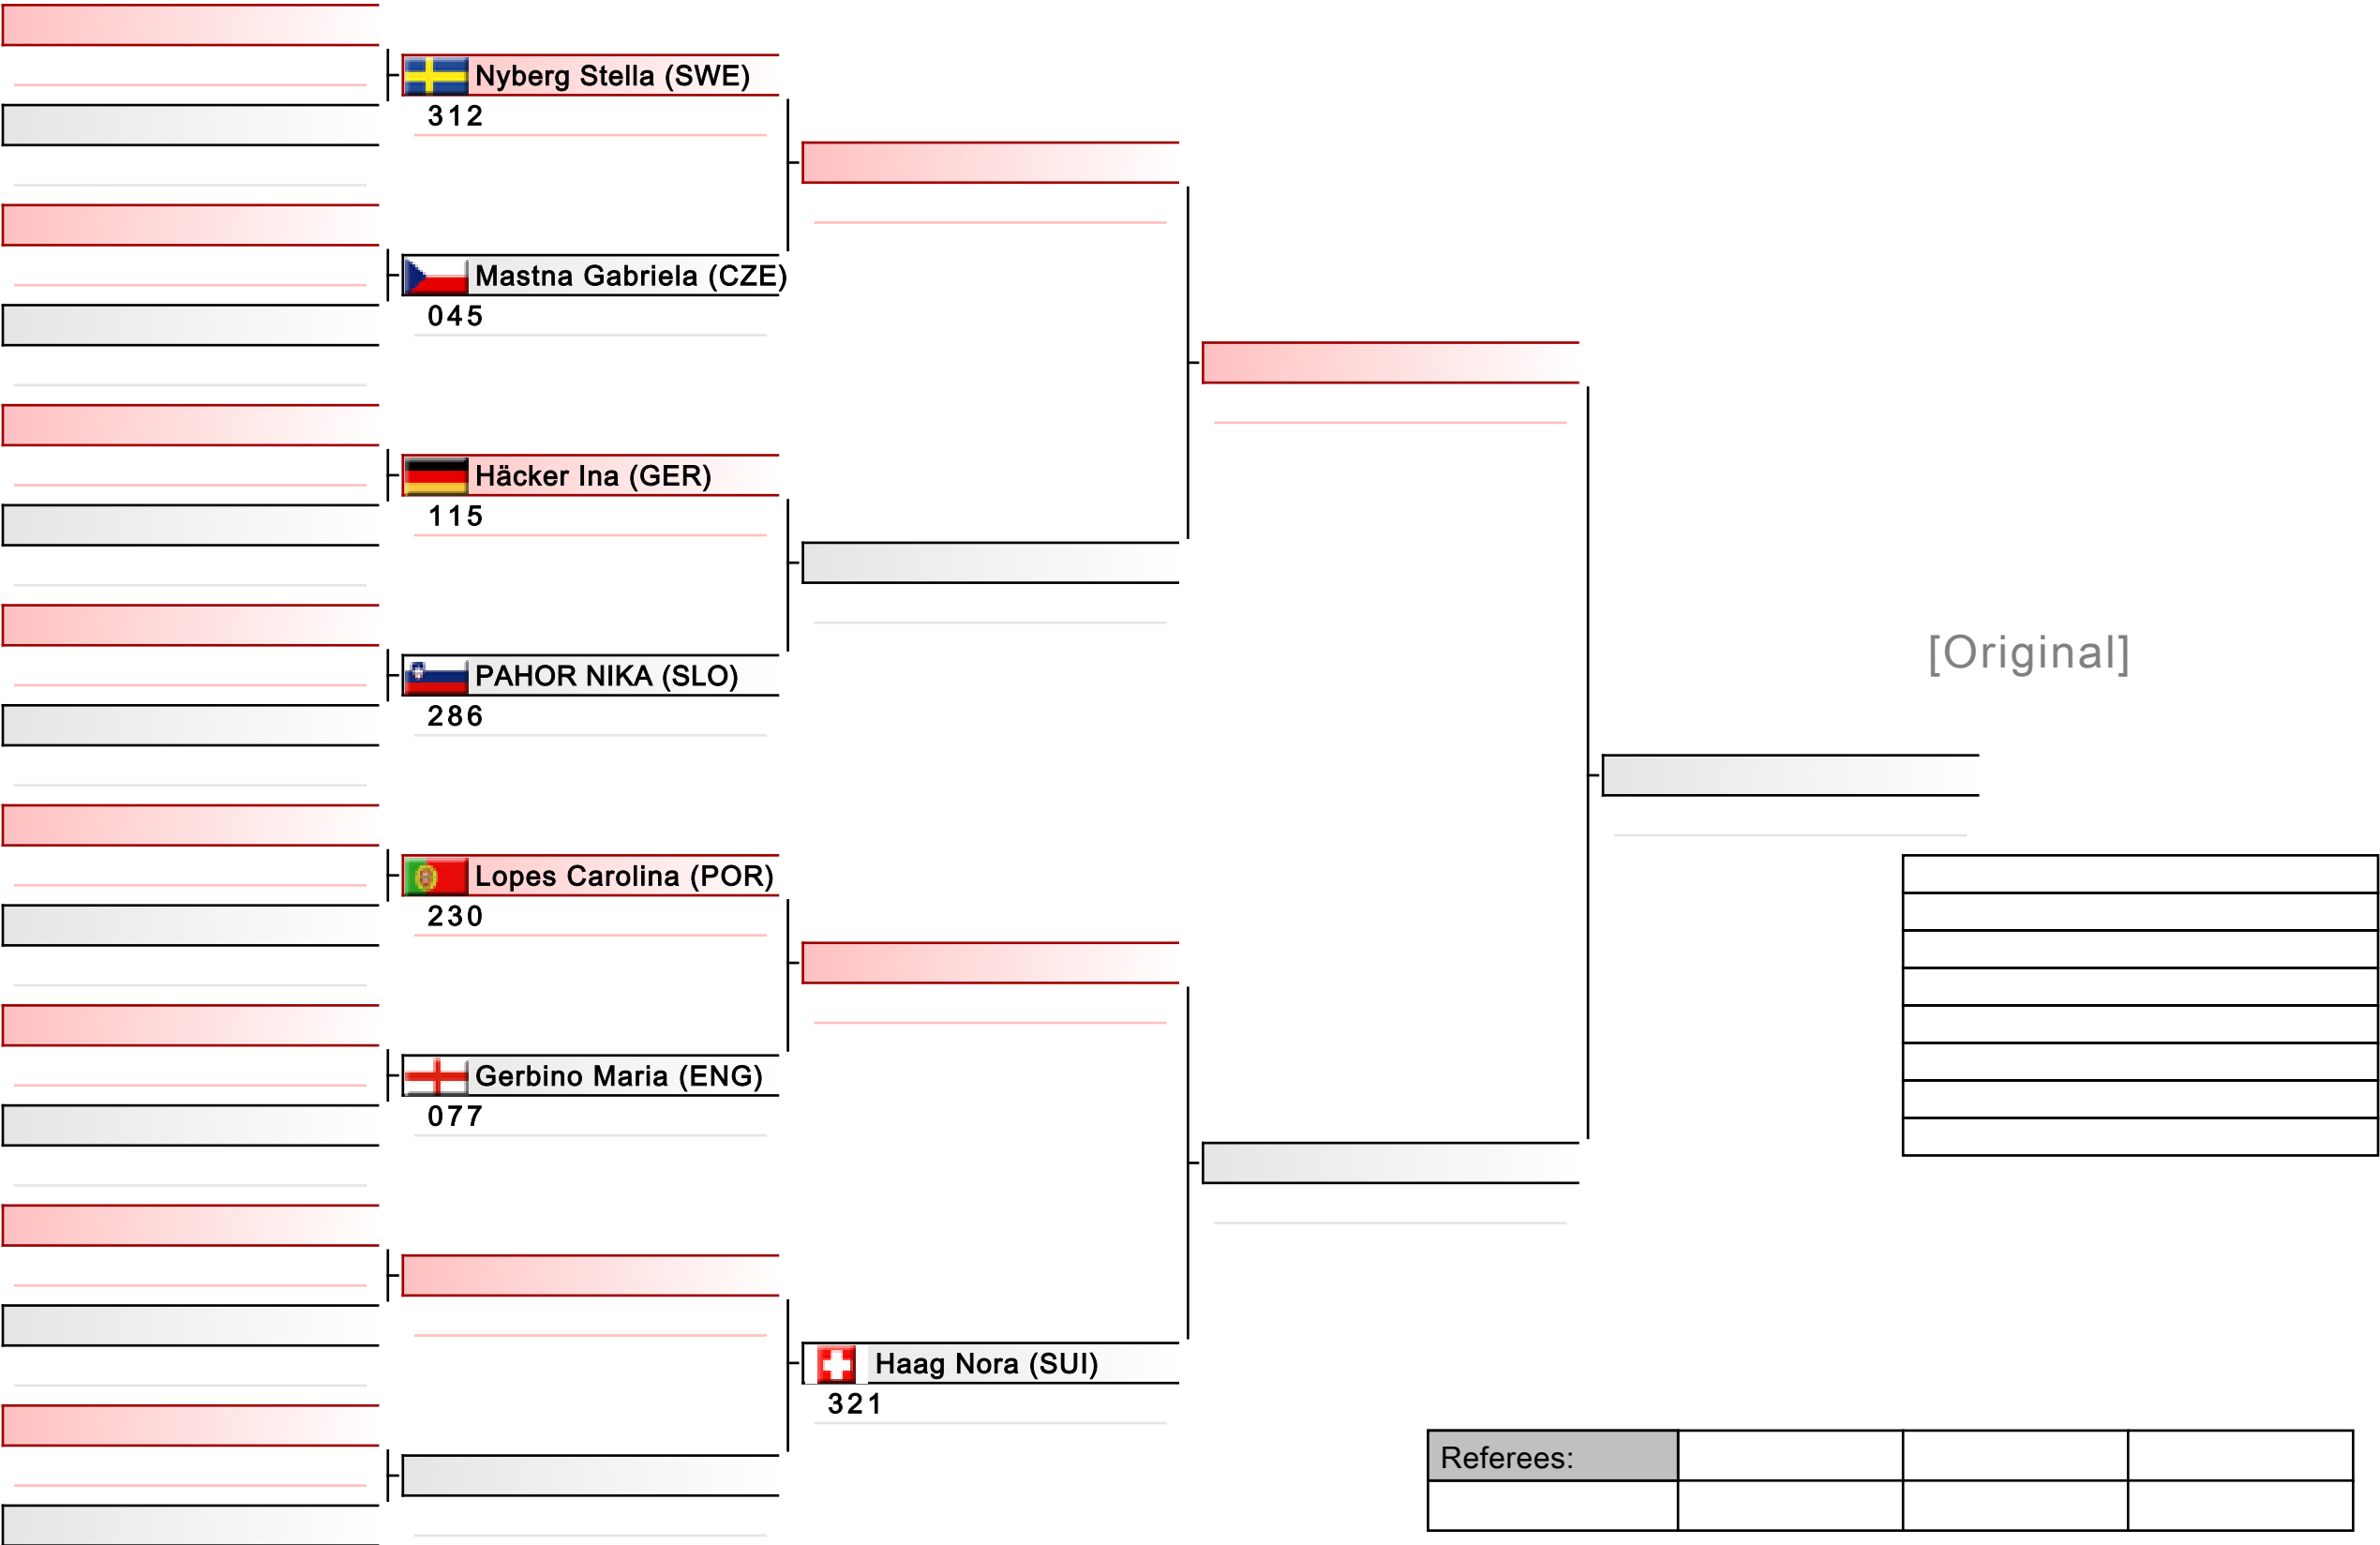 Nyberg Stella (SWE)
312
Mastna Gabriela (CZE)
045
Häcker Ina (GER)
115
PAHOR NIKA (SLO)
286
[Original]
Lopes Carolina (POR)
230
Gerbino Maria (ENG)
077
Haag Nora (SUI)
321
Referees: